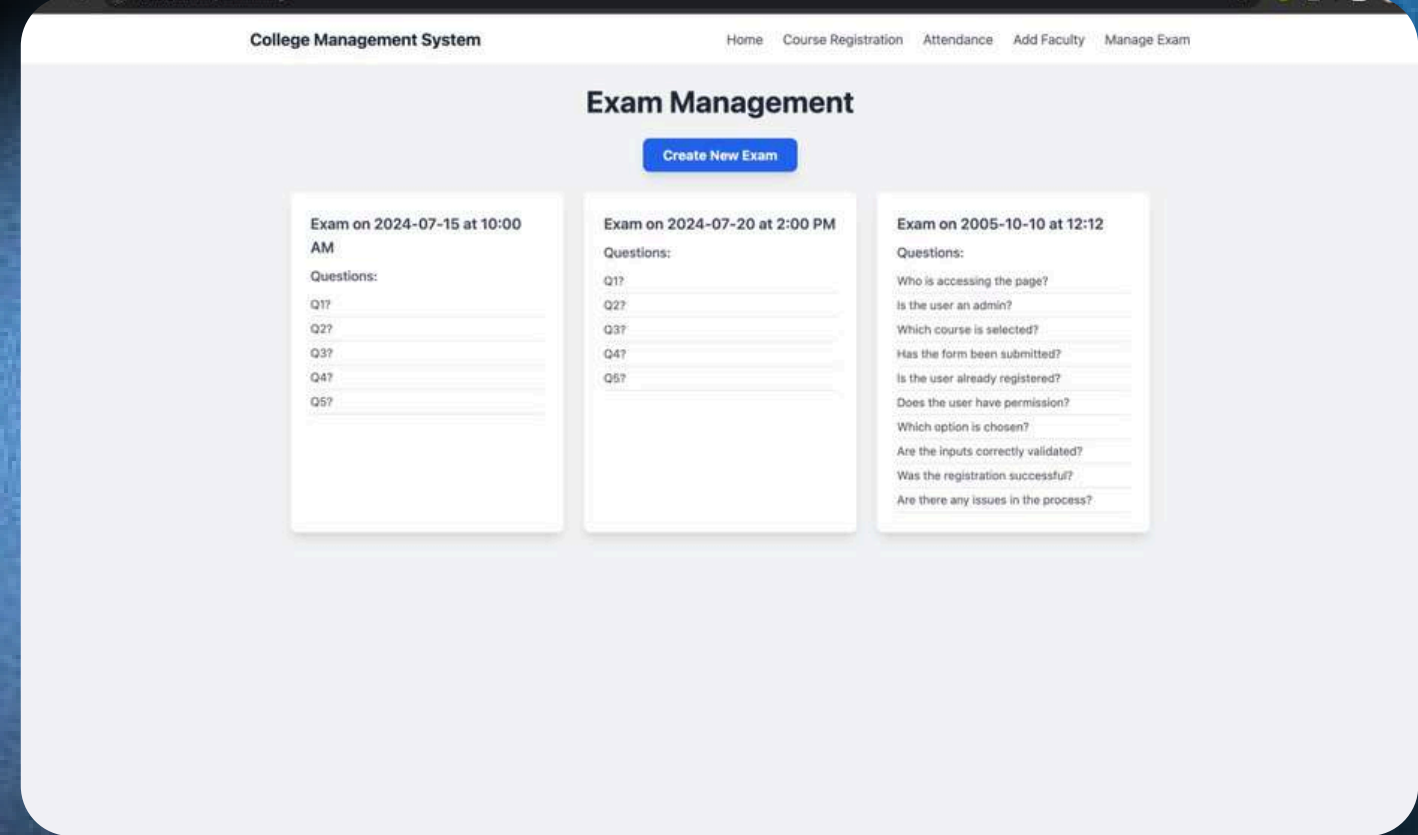 College Management System
Home Course Registration Attendance Add Faculty Manage Exam
Exam Management
Create New Exam
Exam on 2024-07-15 at 10:00
AM
Questions:
Q1?
Q2?
Q3?
Q4?
Q5?
Exam on 2024-07-20 at 2:00 PM
Questions:
Q1?
Q2?
Q3?
Q4?
Q5?
Exam on 2005-10-10 at 12:12
Questions:
Who is accessing the page?
Is the user an admin?
Which course is selected?
Has the form been submitted?
Is the user already registered?
Does the user have permission?
Which option is chosen?
Are the inputs correctly validated?
Was the registration successful?
Are there any issues in the process?